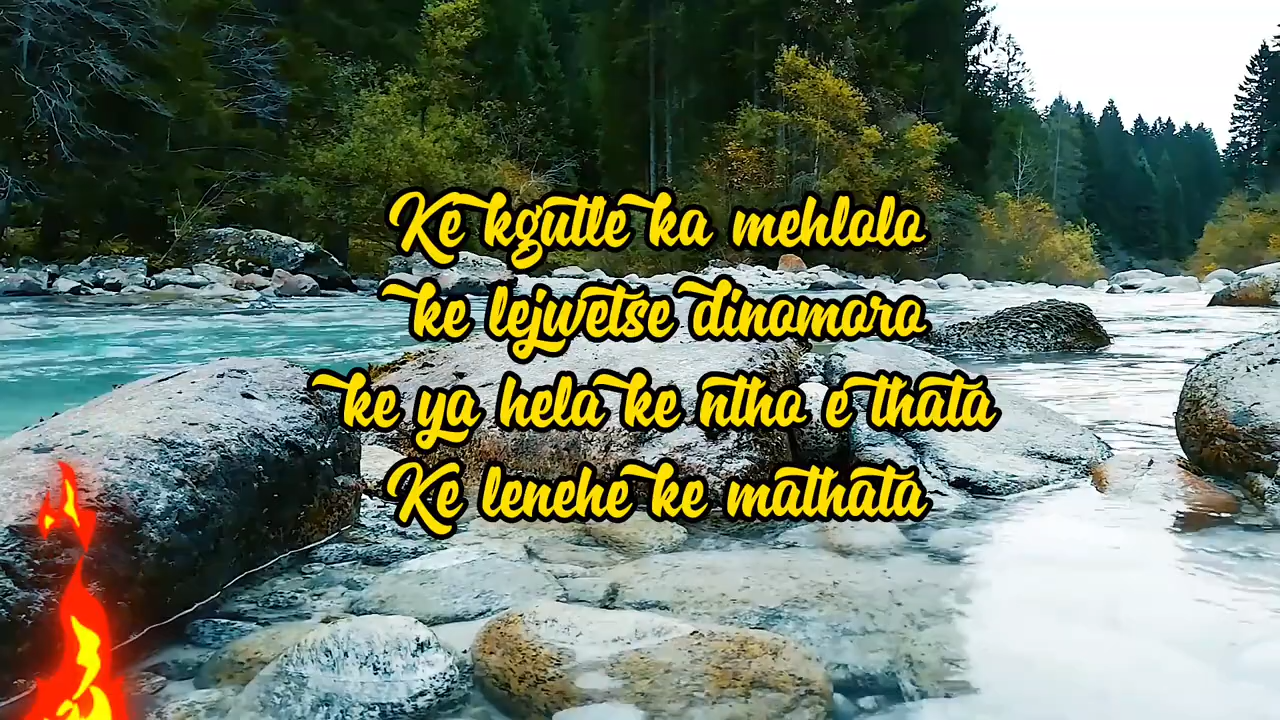 Ke kgutle ka mehlolo
ke lejwetse dinomoro
ke ya hela ke ntho e thata
Ke lenehe ke mathata